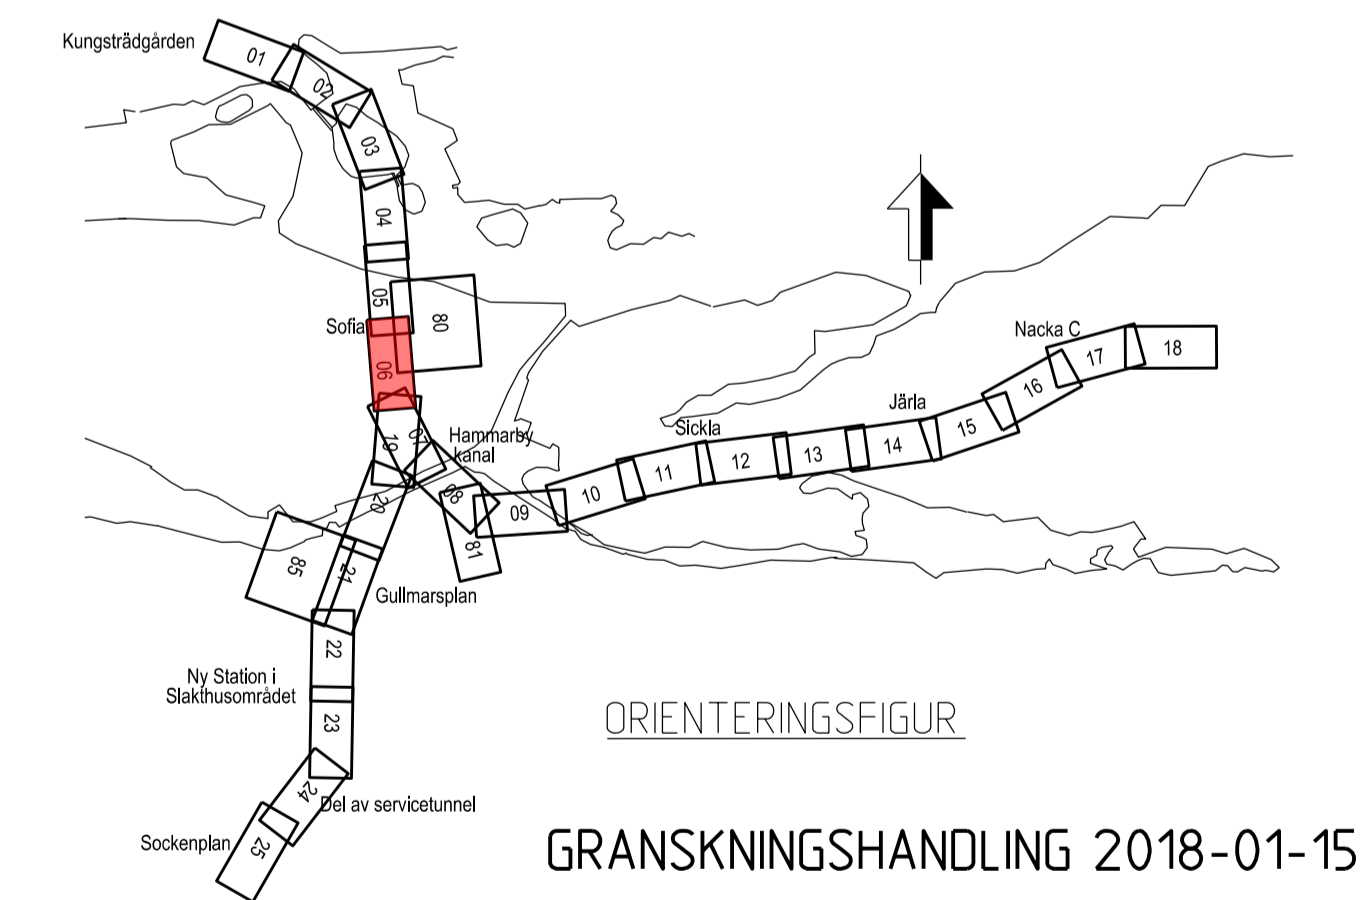 Kungsträdgården
01
02
03
04
05
80
Sofia
06
Nacka C
18
17
16
Järla
15
14
Sickla
13
12
11
10
Hammarby
kanal
07
19
08
09
20
81
85
21
Gullmarsplan
22
Ny Station i
Slakthusområdet
23
24
Del av servicetunnel
Sockenplan
25
ORIENTERINGSFIGUR
GRANSKNINGSHANDLING 2018-01-15